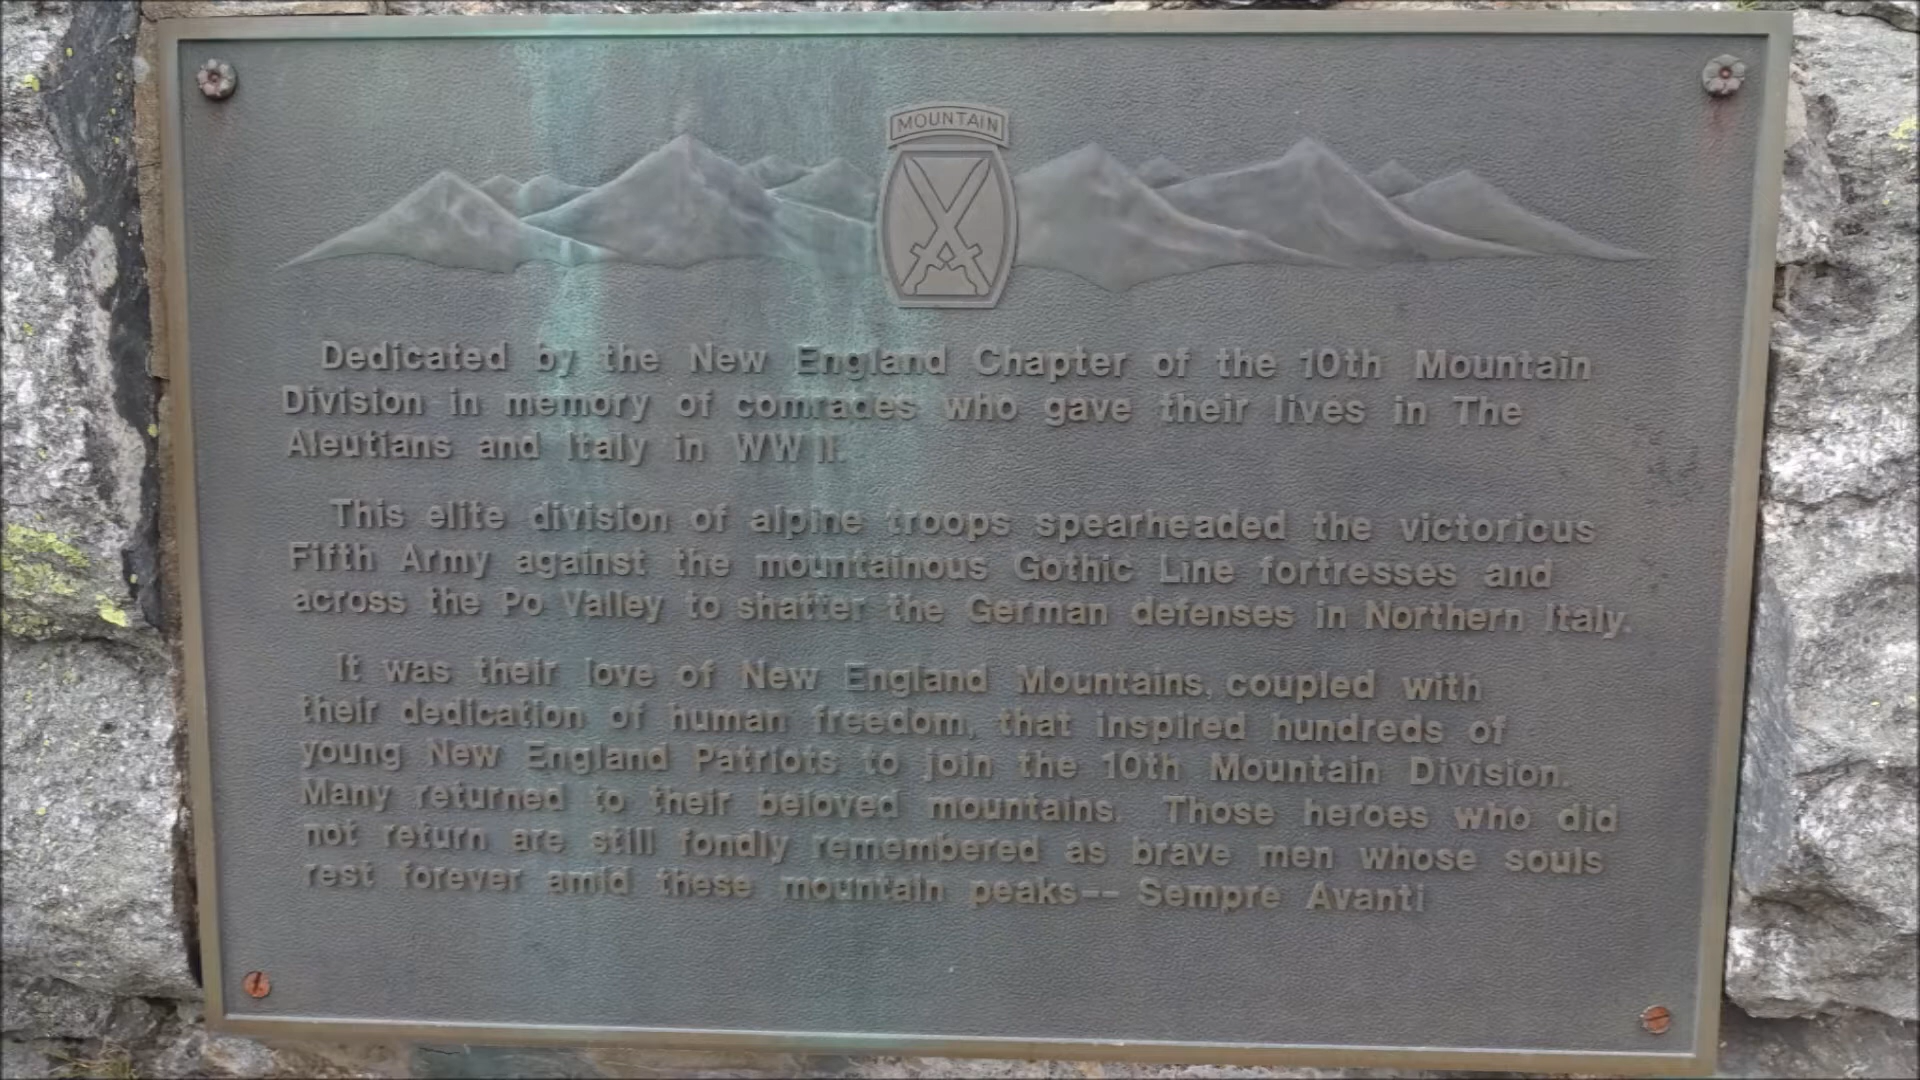 MOUNTAIN
Dedicated by the New England Chapter of the 10th Mountain
Division in memory of comrades who gave their lives in The
Aleutians and Italy in WW II.
This elite division of alpine troops spearheaded the victorious
Fifth Army against the mountainous Gothic Line fortresses and
across the Po Valley to shatter the German defenses in Northern Italy.
It was their love of New England Mountains, coupled with
their dedication of human freedom, that inspired hundreds of
young New England Patriots to join the 10th Mountain Division.
Many returned to their beloved mountains. Those heroes who did
not return are still fondly remembered as brave men whose souls
rest forever amid these mountain peaks-- Sempre Avanti